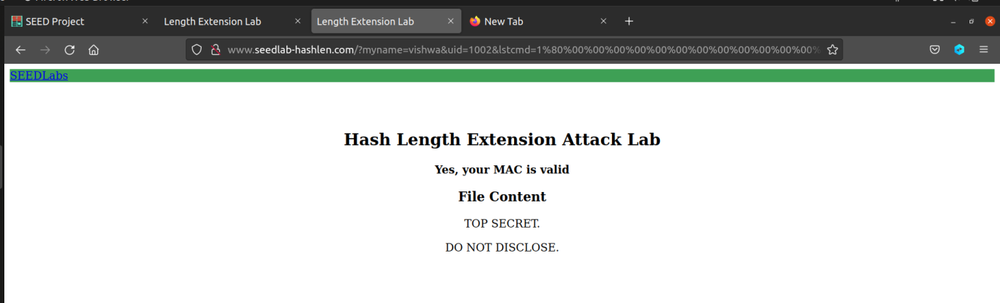 SEED Project
Length Extension Lab
Length Extension Lab
New Tab
www.seedlab-hashlen.com/?myname=vishwa&uid=1002&lstcmd=1%80%00%00%00%00%00%00%00%00%00%00%00%00%
SEEDLabs
Hash Length Extension Attack Lab
Yes, your MAC is valid
File Content
TOP SECRET.
DO NOT DISCLOSE.